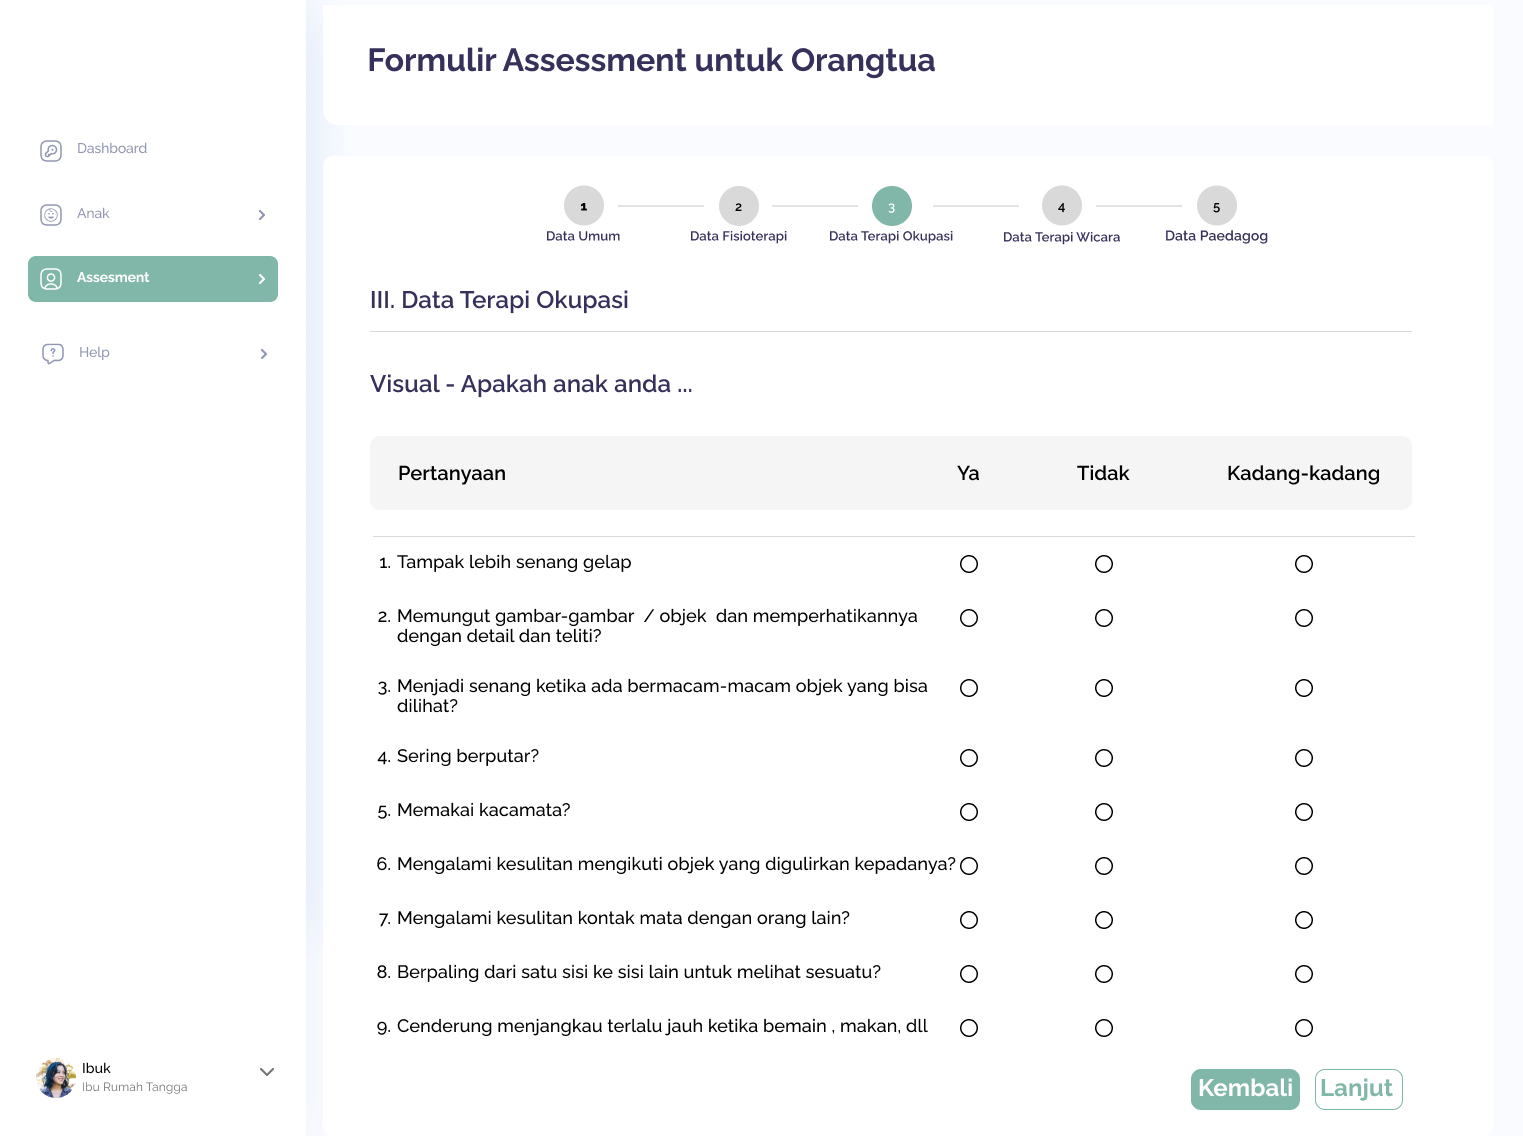 Formulir Assessment untuk Orangtua
Dashboard
Anak
Assesment
Help
1
2
3
4
5
Data Umum
Data Fisioterapi
Data Terapi Okupasi
Data Terapi Wicara
Data Paedagog
III. Data Terapi Okupasi
Visual - Apakah anak anda ...
Pertanyaan Ya Tidak Kadang-kadang
1. Tampak lebih senang gelap
2. Memungut gambar-gambar / objek dan memperhatikannya
dengan detail dan teliti?
3. Menjadi senang ketika ada bermacam-macam objek yang bisa
dilihat?
4. Sering berputar?
5. Memakai kacamata?
6. Mengalami kesulitan mengikuti objek yang digulirkan kepadanya?
7. Mengalami kesulitan kontak mata dengan orang lain?
8. Berpaling dari satu sisi ke sisi lain untuk melihat sesuatu?
9. Cenderung menjangkau terlalu jauh ketika bemain , makan, dll
Ibuk
Ibu Rumah Tangga
Kembali
Lanjut